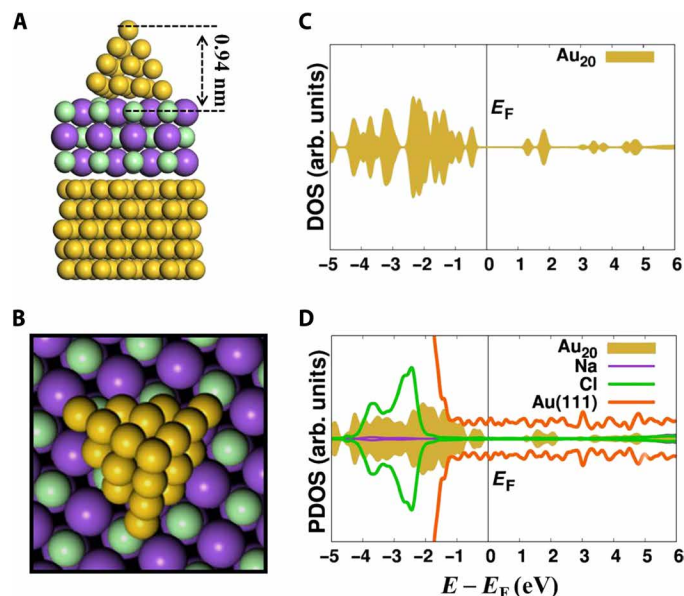 A
0.94 nm
B
C
DOS (arb. units)
Au20
EF
−5 −4 −3 −2 −1 0 1 2 3 4 5 6
D
PDOS (arb. units)
Au20
Na
Cl
Au(111)
EF
−5 −4 −3 −2 −1 0 1 2 3 4 5 6
E − EF (eV)